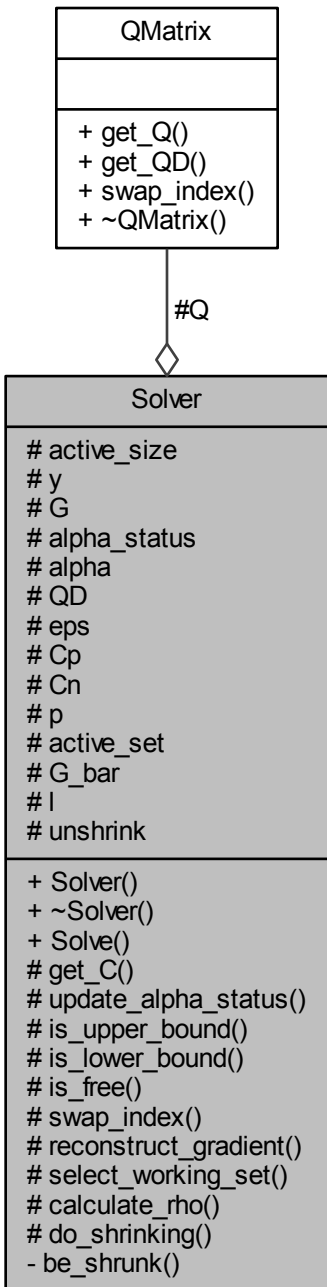 QMatrix
+ get_Q()
+ get_QD()
+ swap_index()
+ ~QMatrix()
#Q
Solver
# active_size
# y
# G
# alpha_status
# alpha
# QD
# eps
# Cp
# Cn
# p
# active_set
# G_bar
# l
# unshrink
+ Solver()
+ ~Solver()
+ Solve()
# get_C()
# update_alpha_status()
# is_upper_bound()
# is_lower_bound()
# is_free()
# swap_index()
# reconstruct_gradient()
# select_working_set()
# calculate_rho()
# do_shrinking()
- be_shrunk()